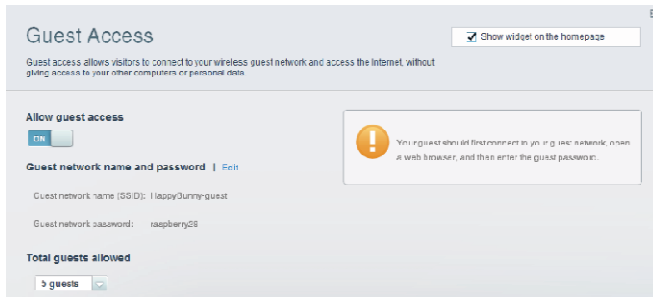 Guest Access
Show widget on the homepage
Guest access allows visitors to connect to your wireless guest network and access the Internet, without
giving access to your other computers or personal data.
Allow guest access
ON
Your guest should first connect to your guest network, open
a web browser, and then enter the guest password.
Guest network name and password | Edit
Guest network name (SSID): HappyBunny-guest
Guest network password: raspberry28
Total guests allowed
5 guests